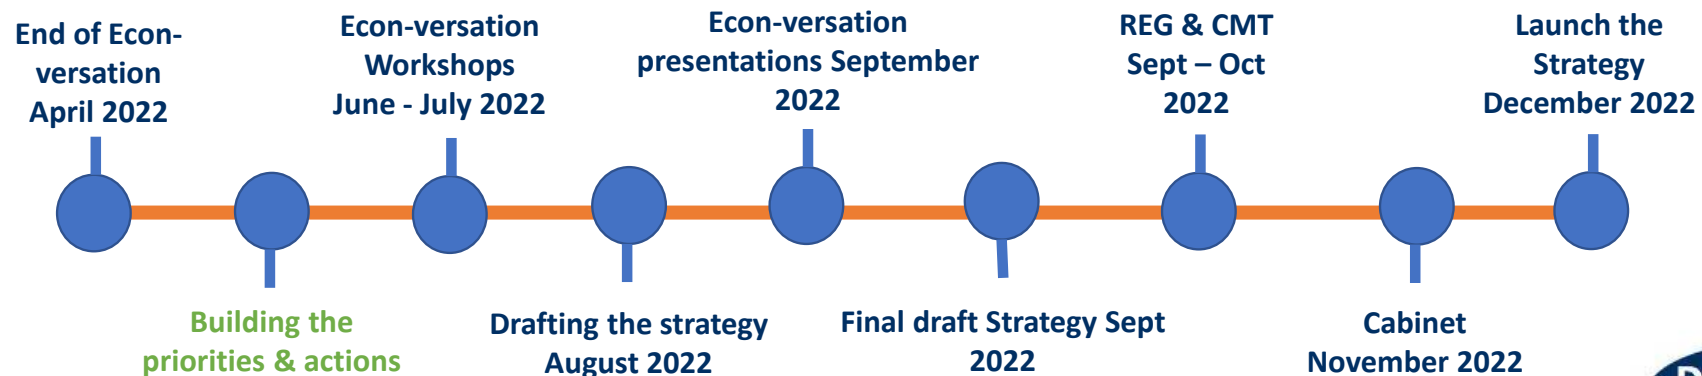 End of Econ-
versation
April 2022
Econ-versation
Workshops
June - July 2022
Econ-versation
presentations September
2022
REG & CMT
Sept – Oct
2022
Launch the
Strategy
December 2022
Building the
priorities & actions
Drafting the strategy
August 2022
Final draft Strategy Sept
2022
Cabinet
November 2022